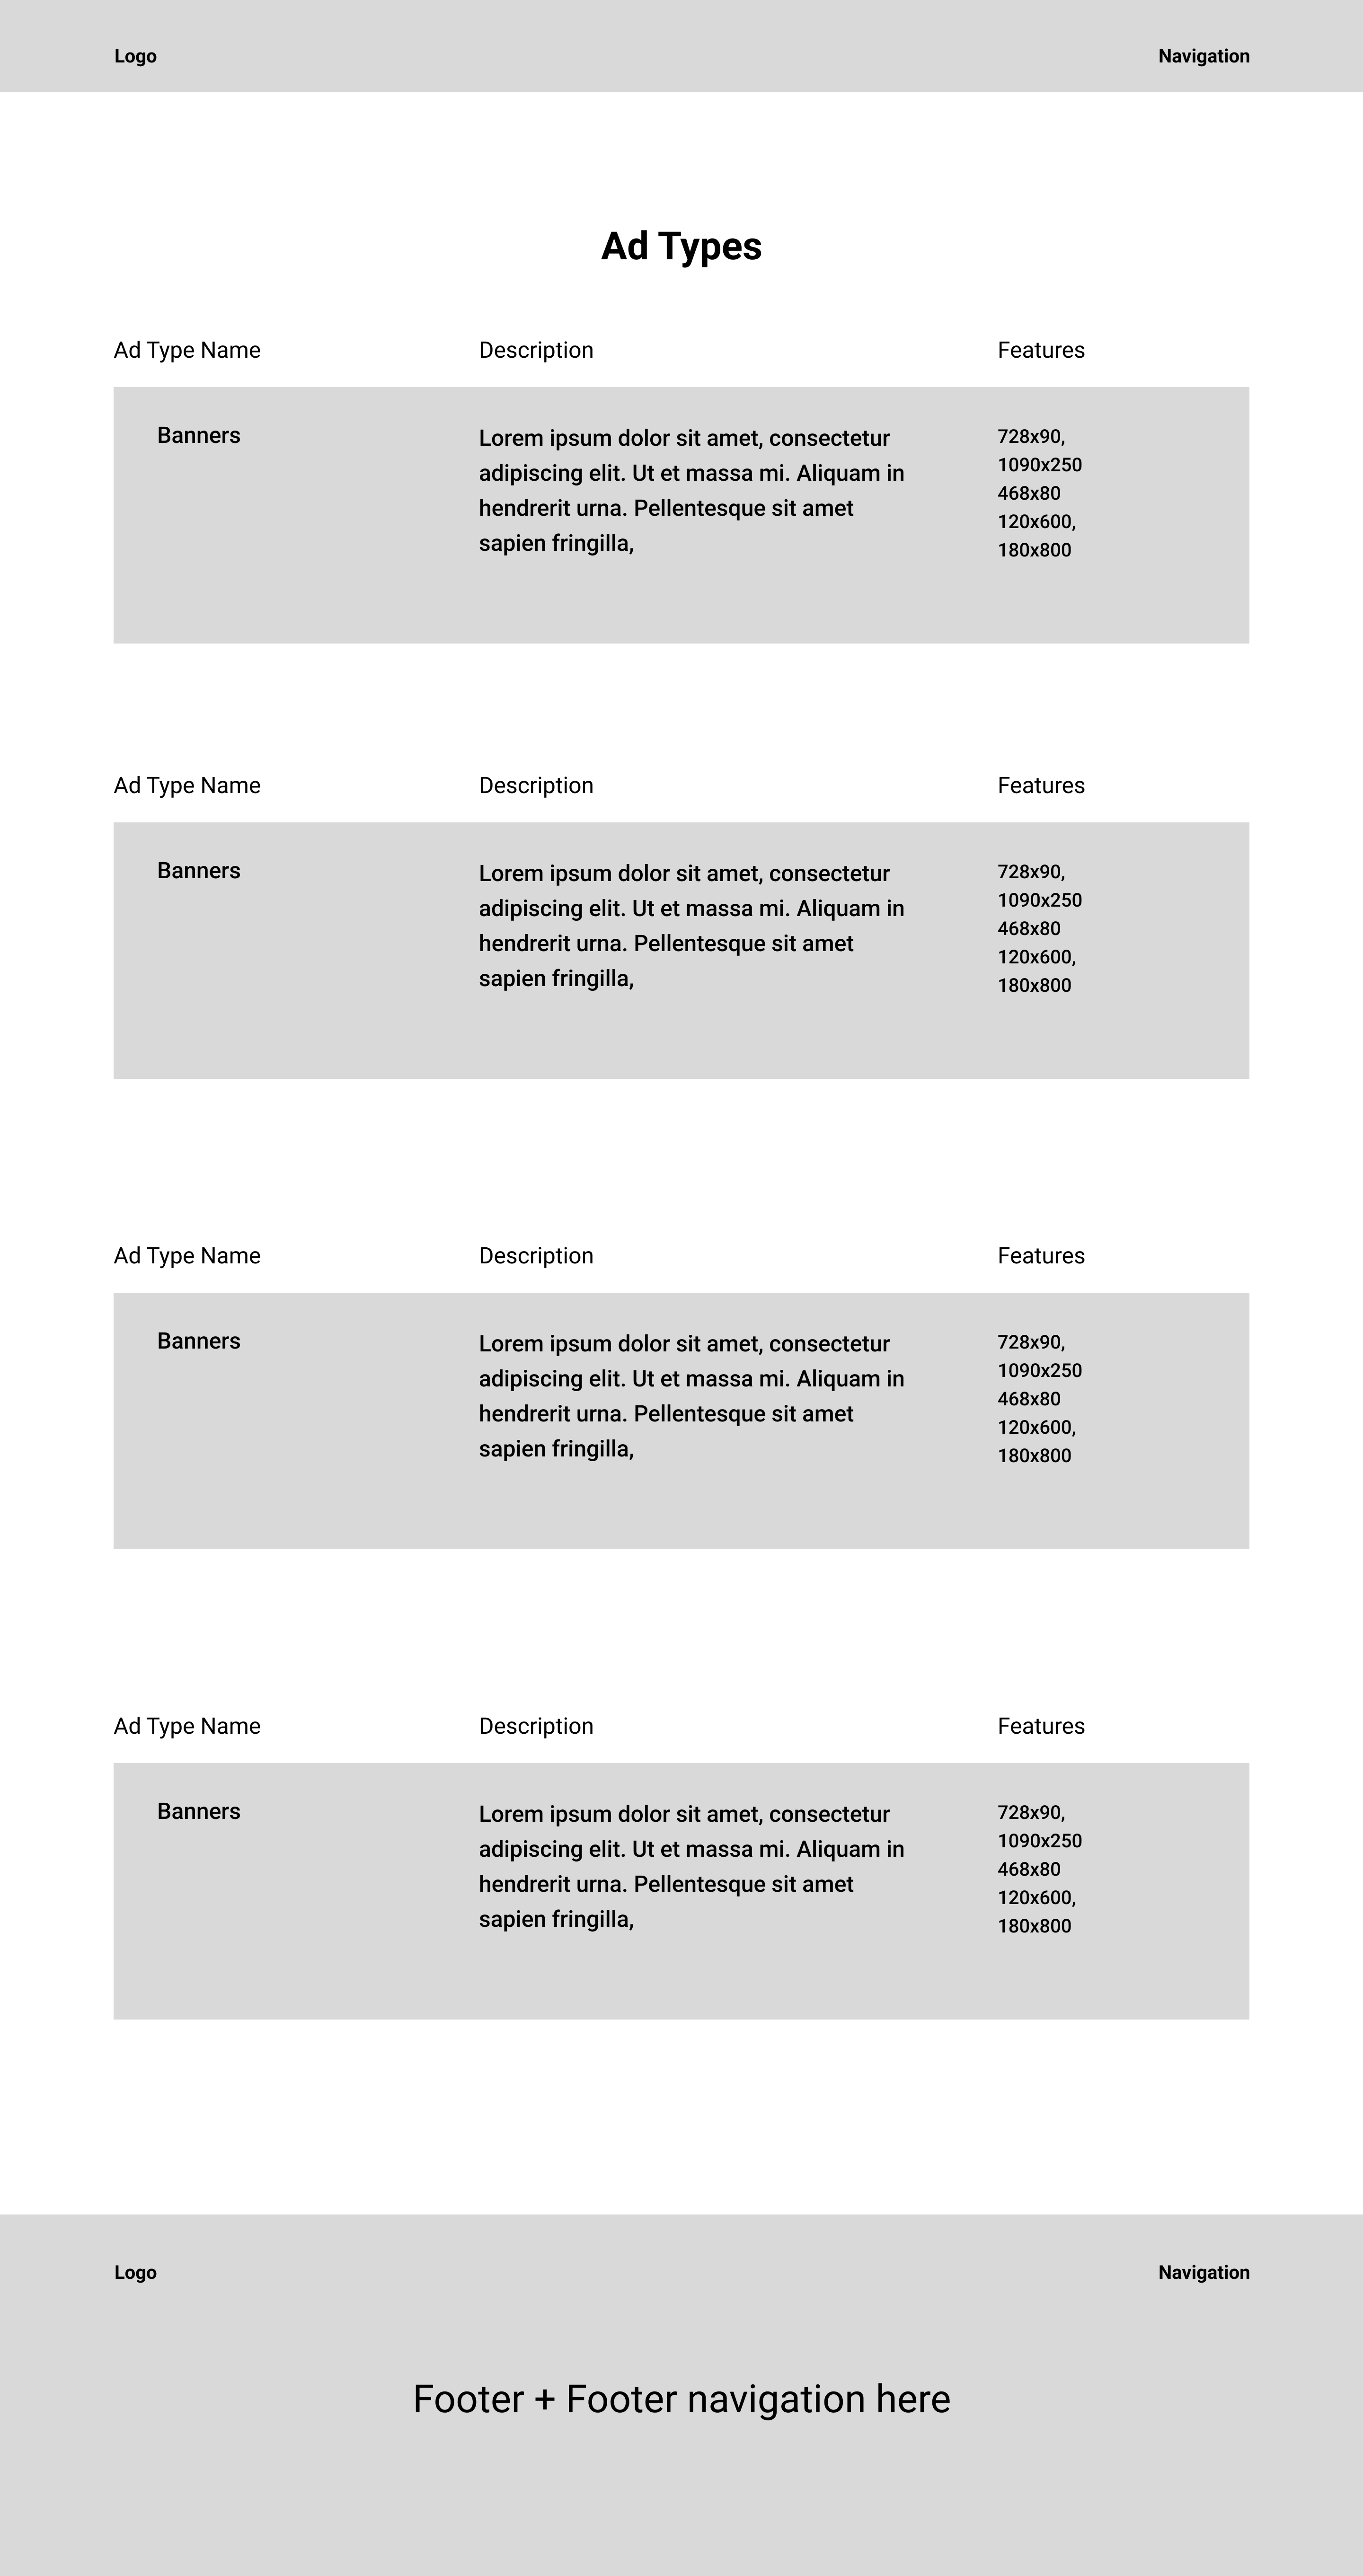 Logo
Navigation
Ad Types
Ad Type Name
Description
Features
Banners
Lorem ipsum dolor sit amet, consectetur
adipiscing elit. Ut et massa mi. Aliquam in
hendrerit urna. Pellentesque sit amet
sapien fringilla,
728x90,
1090x250
468x80
120x600,
180x800
Ad Type Name
Description
Features
Banners
Lorem ipsum dolor sit amet, consectetur
adipiscing elit. Ut et massa mi. Aliquam in
hendrerit urna. Pellentesque sit amet
sapien fringilla,
728x90,
1090x250
468x80
120x600,
180x800
Ad Type Name
Description
Features
Banners
Lorem ipsum dolor sit amet, consectetur
adipiscing elit. Ut et massa mi. Aliquam in
hendrerit urna. Pellentesque sit amet
sapien fringilla,
728x90,
1090x250
468x80
120x600,
180x800
Ad Type Name
Description
Features
Banners
Lorem ipsum dolor sit amet, consectetur
adipiscing elit. Ut et massa mi. Aliquam in
hendrerit urna. Pellentesque sit amet
sapien fringilla,
728x90,
1090x250
468x80
120x600,
180x800
Logo
Navigation
Footer + Footer navigation here